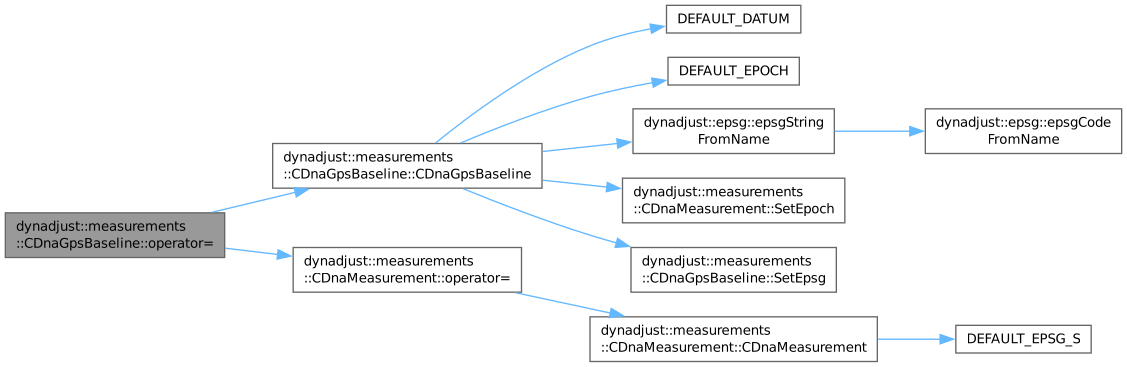 DEFAULT_DATUM
DEFAULT_EPOCH
dynadjust::epsg::epsgString
FromName
dynadjust::epsg::epsgCode
FromName
dynadjust::measurements
::CDnaGpsBaseline::CDnaGpsBaseline
dynadjust::measurements
::CDnaMeasurement::SetEpoch
dynadjust::measurements
::CDnaGpsBaseline::operator=
dynadjust::measurements
::CDnaMeasurement::operator=
dynadjust::measurements
::CDnaGpsBaseline::SetEpsg
dynadjust::measurements
::CDnaMeasurement::CDnaMeasurement
DEFAULT_EPSG_S